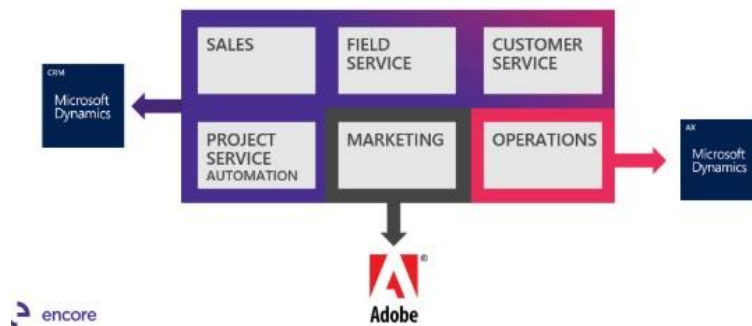 SALES
FIELD
SERVICE
CUSTOMER
SERVICE
CRM
Microsoft
Dynamics
PROJECT
SERVICE
AUTOMATION
MARKETING
OPERATIONS
AX
Microsoft
Dynamics
®
Adobe
encore